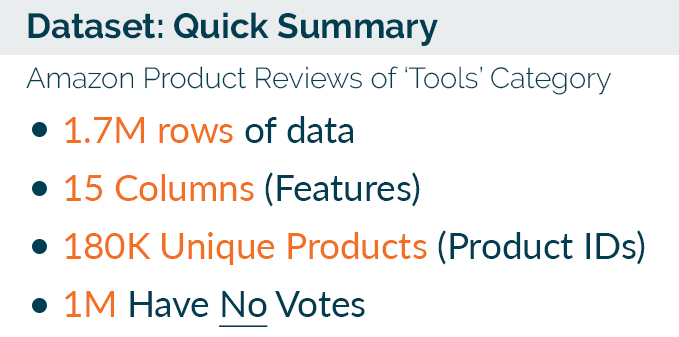 Dataset: Quick Summary
Amazon Product Reviews of ‘Tools’ Category
• 1.7M rows of data
• 15 Columns (Features)
• 180K Unique Products (Product IDs)
• 1M Have No Votes